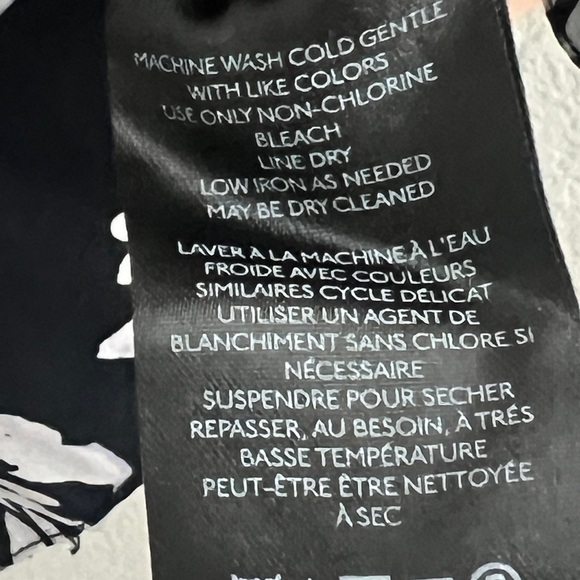 MACHINE WASH COLD GENTLE
WITH LIKE COLORS
USE ONLY NON-CHLORINE
BLEACH
LINE DRY
LOW IRON AS NEEDED
MAY BE DRY CLEANED
LAVER À LA MACHINE À L'EAU
FROIDE AVEC COULEURS
SIMILAIRES CYCLE DÉLICAT
UTILISER UN AGENT DE
BLANCHIMENT SANS CHLORE SI
NÉCESSAIRE
SUSPENDRE POUR SECHER
REPASSER, AU BESOIN, À TRÉS
BASSE TEMPÉRATURE
PEUT-ÊTRE ÊTRE NETTOYÉE
À SEC